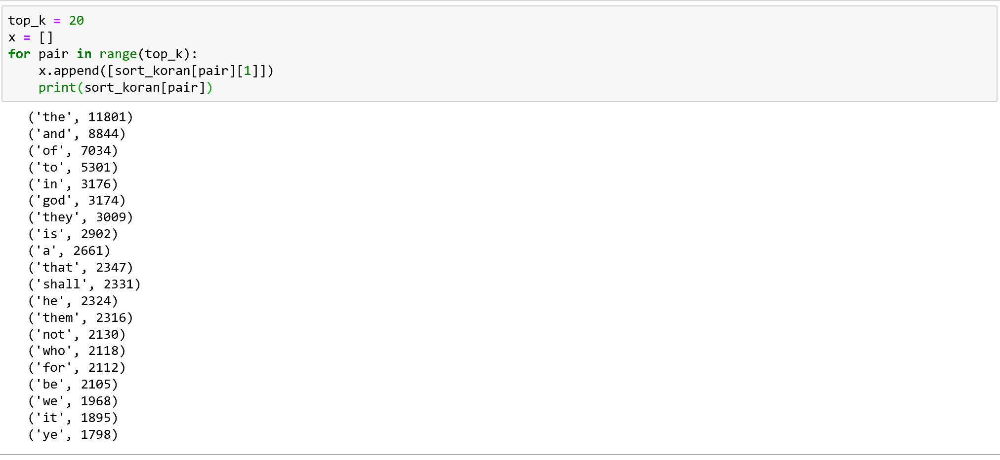 top_k = 20
x = []
for pair in range(top_k):
    x.append([sort_koran[pair][1]])
    print(sort_koran[pair])
('the', 11801)
('and', 8844)
('of', 7034)
('to', 5301)
('in', 3176)
('god', 3174)
('they', 3009)
('is', 2902)
('a', 2661)
('that', 2347)
('shall', 2331)
('he', 2324)
('them', 2316)
('not', 2130)
('who', 2118)
('for', 2112)
('be', 2105)
('we', 1968)
('it', 1895)
('ye', 1798)